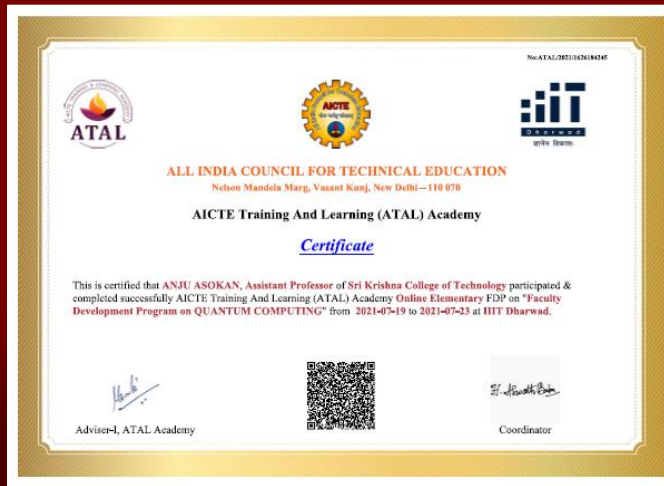 No:ATAL/2021/1626184245
ATAL
AICTE
IIIT
Dharwad
ज्ञानेन विकासः
ALL INDIA COUNCIL FOR TECHNICAL EDUCATION
Nelson Mandela Marg, Vasant Kunj, New Delhi – 110 070
AICTE Training And Learning (ATAL) Academy
Certificate
This is certified that ANJU ASOKAN, Assistant Professor of Sri Krishna College of Technology participated &
completed successfully AICTE Training And Learning (ATAL) Academy Online Elementary FDP on "Faculty
Development Program on QUANTUM COMPUTING" from 2021-07-19 to 2021-07-23 at IIIT Dharwad.
Adviser-I, ATAL Academy
Coordinator